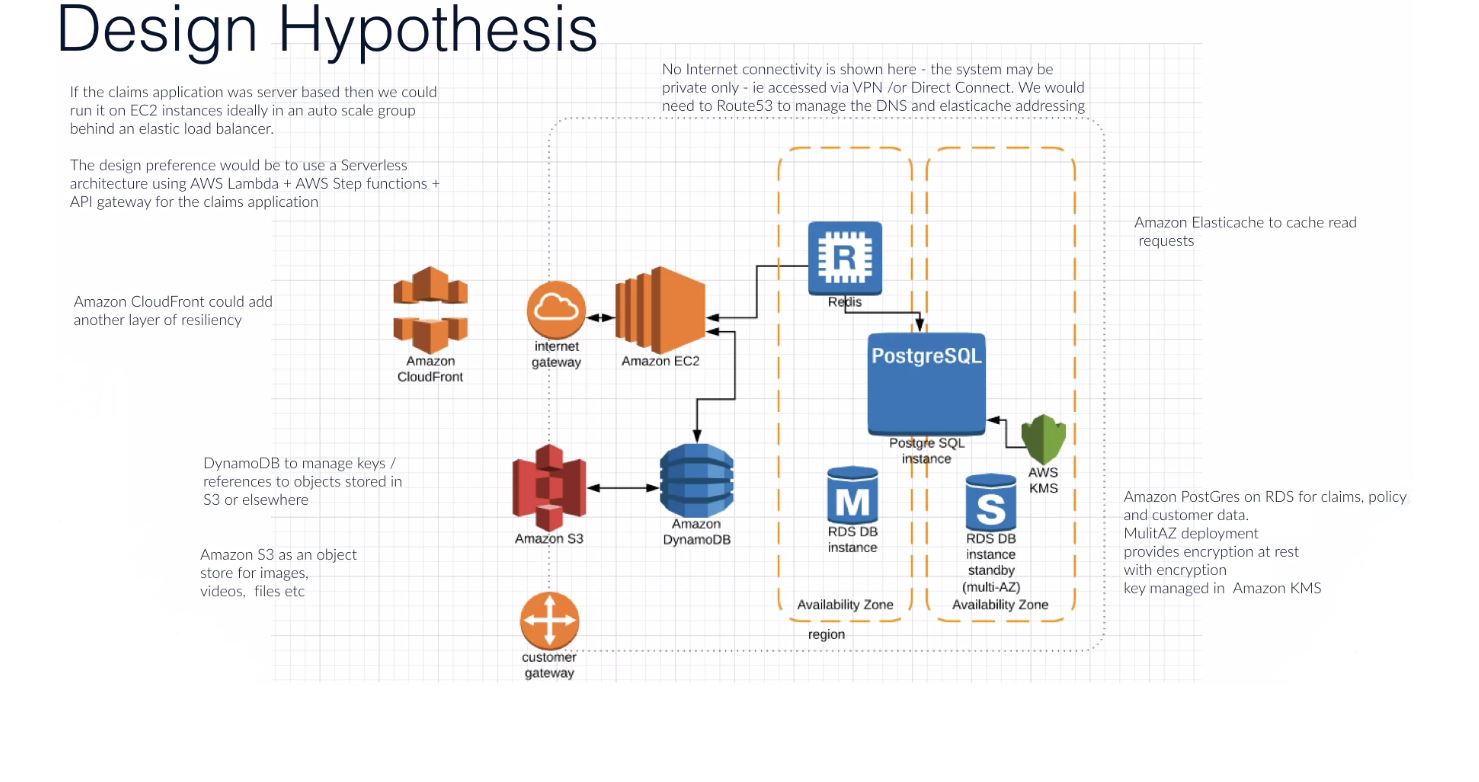 Design Hypothesis
If the claims application was server based then we could
run it on EC2 instances ideally in an auto scale group
behind an elastic load balancer.
The design preference would be to use a Serverless
architecture using AWS Lambda + AWS Step functions +
API gateway for the claims application
No Internet connectivity is shown here - the system may be
private only - ie accessed via VPN /or Direct Connect. We would
need to Route53 to manage the DNS and elasticache addressing
Amazon Elasticache to cache read
requests
Amazon CloudFront could add
another layer of resiliency
Amazon
CloudFront
internet
gateway
Amazon EC2
R
Redis
PostgreSQL
Postgre SQL
instance
AWS
KMS
DynamoDB to manage keys /
references to objects stored in
S3 or elsewhere
Amazon S3 as an object
store for images,
videos, files etc
Amazon S3
Amazon
DynamoDB
M
RDS DB
instance
S
RDS DB
instance
standby
(multi-AZ)
Availability Zone
Availability Zone
region
customer
gateway
Amazon PostGres on RDS for claims, policy
and customer data.
MulitAZ deployment
provides encryption at rest
with encryption
key managed in Amazon KMS